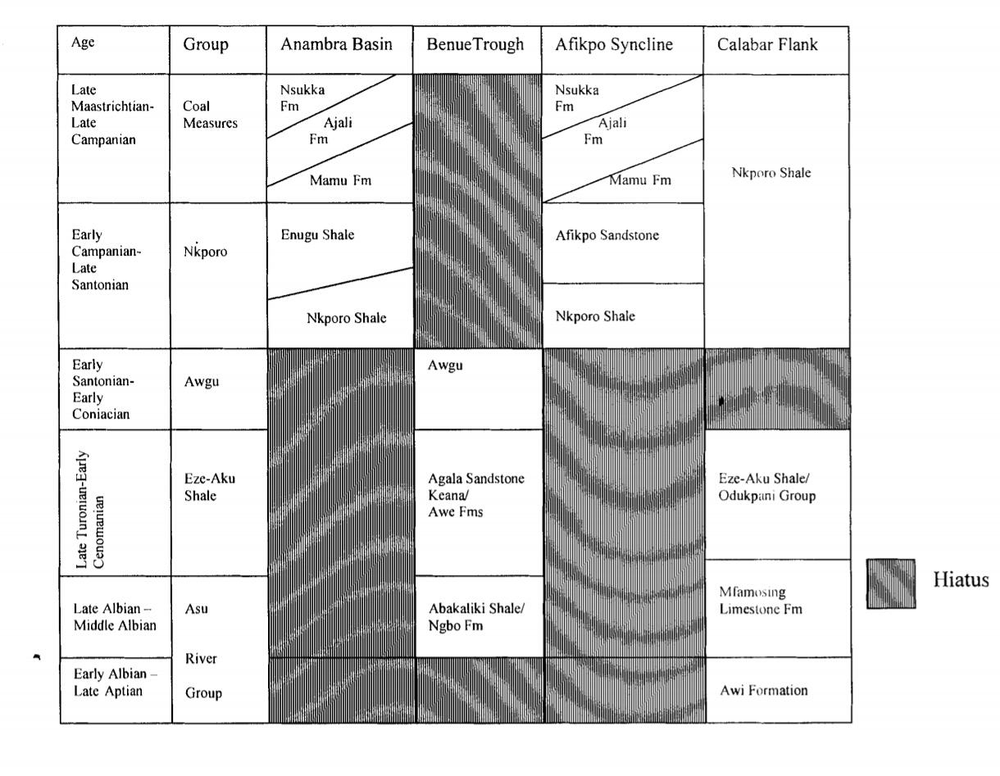 Age
Group
Anambra Basin
BenueTrough
Afikpo Syncline
Calabar Flank
Late
Maastrichtian-
Late
Campanian
Coal
Measures
Nsukka
Fm
Ajali
Fm
Mamu Fm
Nsukka
Fm
Ajali
Fm
Mamu Fm
Nkporo Shale
Early
Campanian-
Late
Santonian
Nkporo
Enugu Shale
Nkporo Shale
Afikpo Sandstone
Nkporo Shale
Early
Santonian-
Early
Coniacian
Awgu
Awgu
Late Turonian-Early
Cenomanian
Eze-Aku
Shale
Agala Sandstone
Keana/
Awe Fms
Eze-Aku Shale/
Odukpani Group
Late Albian –
Middle Albian
Asu
Abakaliki Shale/
Ngbo Fm
Mfamosing
Limestone Fm
River
Early Albian –
Late Aptian
Group
Awi Formation
Hiatus